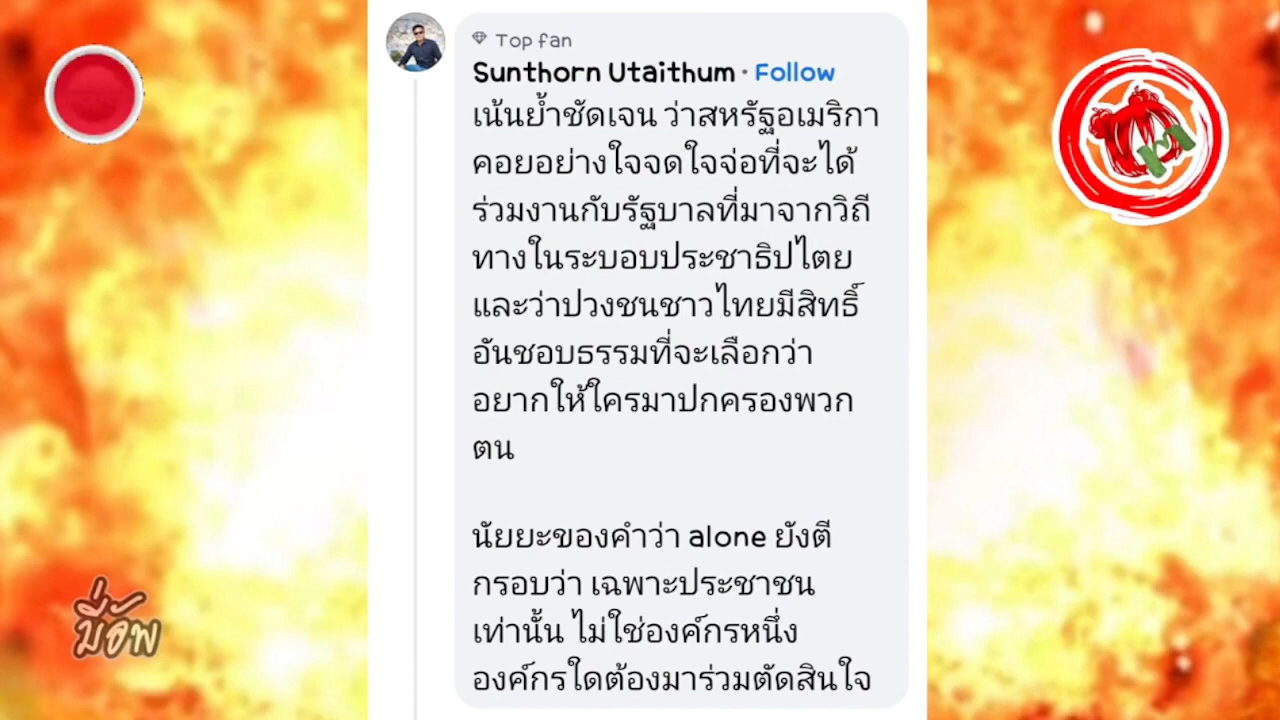 Top fan
Sunthorn Utaithum · Follow
เน้นย้ำชัดเจน ว่าสหรัฐอเมริกา
คอยอย่างใจจดใจจ่อที่จะได้
ร่วมงานกับรัฐบาลที่มาจากวิถี
ทางในระบอบประชาธิปไตย
และว่าปวงชนชาวไทยมีสิทธิ์
อันชอบธรรมที่จะเลือกว่า
อยากให้ใครมาปกครองพวก
ตน
นัยยะของคำว่า alone ยังตี
กรอบว่า เฉพาะประชาชน
เท่านั้น ไม่ใช่องค์กรหนึ่ง
องค์กรใดต้องมาร่วมตัดสินใจ
มี่อัพ